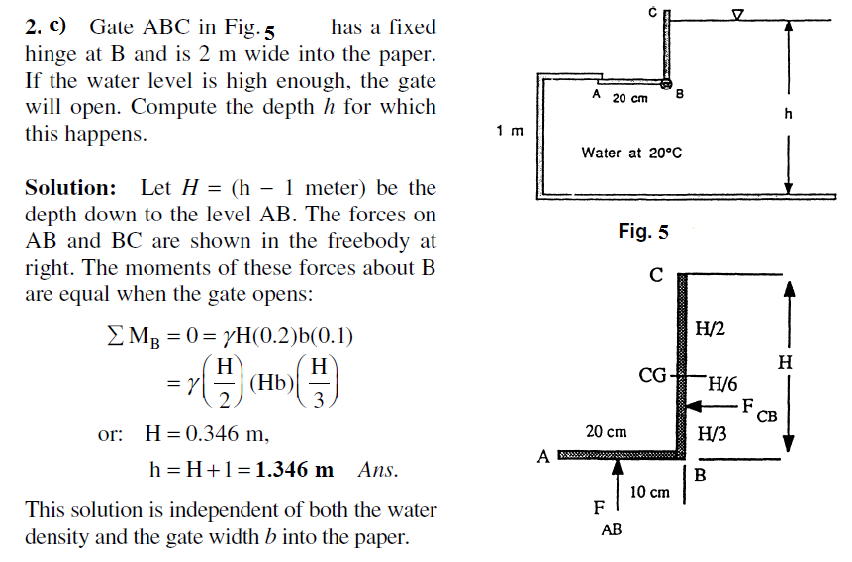 2. c) Gate ABC in Fig. 5 has a fixed
hinge at B and is 2 m wide into the paper.
If the water level is high enough, the gate
will open. Compute the depth h for which
this happens.
Solution: Let H = (h − 1 meter) be the
depth down to the level AB. The forces on
AB and BC are shown in the freebody at
right. The moments of these forces about B
are equal when the gate opens:
∑ M_B = 0 = γH(0.2)b(0.1)
= γ(H/2)(Hb)(H/3)
or: H = 0.346 m,
h = H + 1 = 1.346 m Ans.
This solution is independent of both the water
density and the gate width b into the paper.
C
A 20 cm B
h
1 m
Water at 20°C
Fig. 5
C
H/2
H
CG
H/6
F CB
20 cm
H/3
A
B
10 cm
F
AB